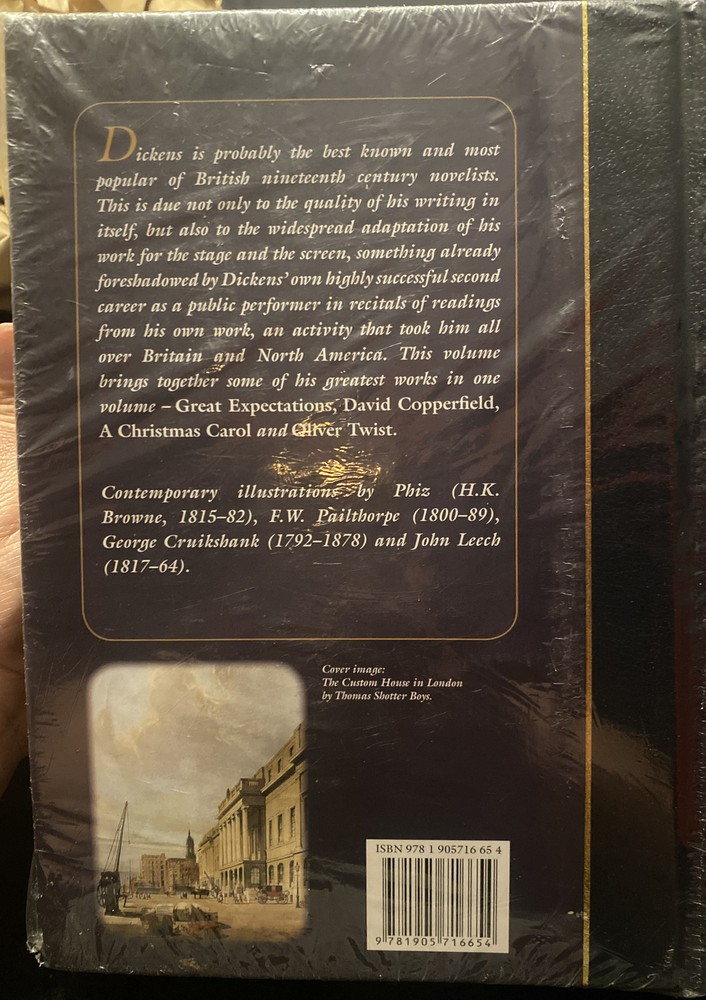 Dickens is probably the best known and most
popular of British nineteenth century novelists.
This is due not only to the quality of his writing in
itself, but also to the widespread adaptation of his
work for the stage and the screen, something already
foreshadowed by Dickens' own highly successful second
career as a public performer in recitals of readings
from his own work, an activity that took him all
over Britain and North America. This volume
brings together some of his greatest works in one
volume – Great Expectations, David Copperfield,
A Christmas Carol and Oliver Twist.
Contemporary illustrations by Phiz (H.K.
Browne, 1815–82), F.W. Pailthorpe (1800–89),
George Cruikshank (1792–1878) and John Leech
(1817–64).
Cover image:
The Custom House in London
by Thomas Shotter Boys.
ISBN 978 1 905716 65 4
9 781905 716654